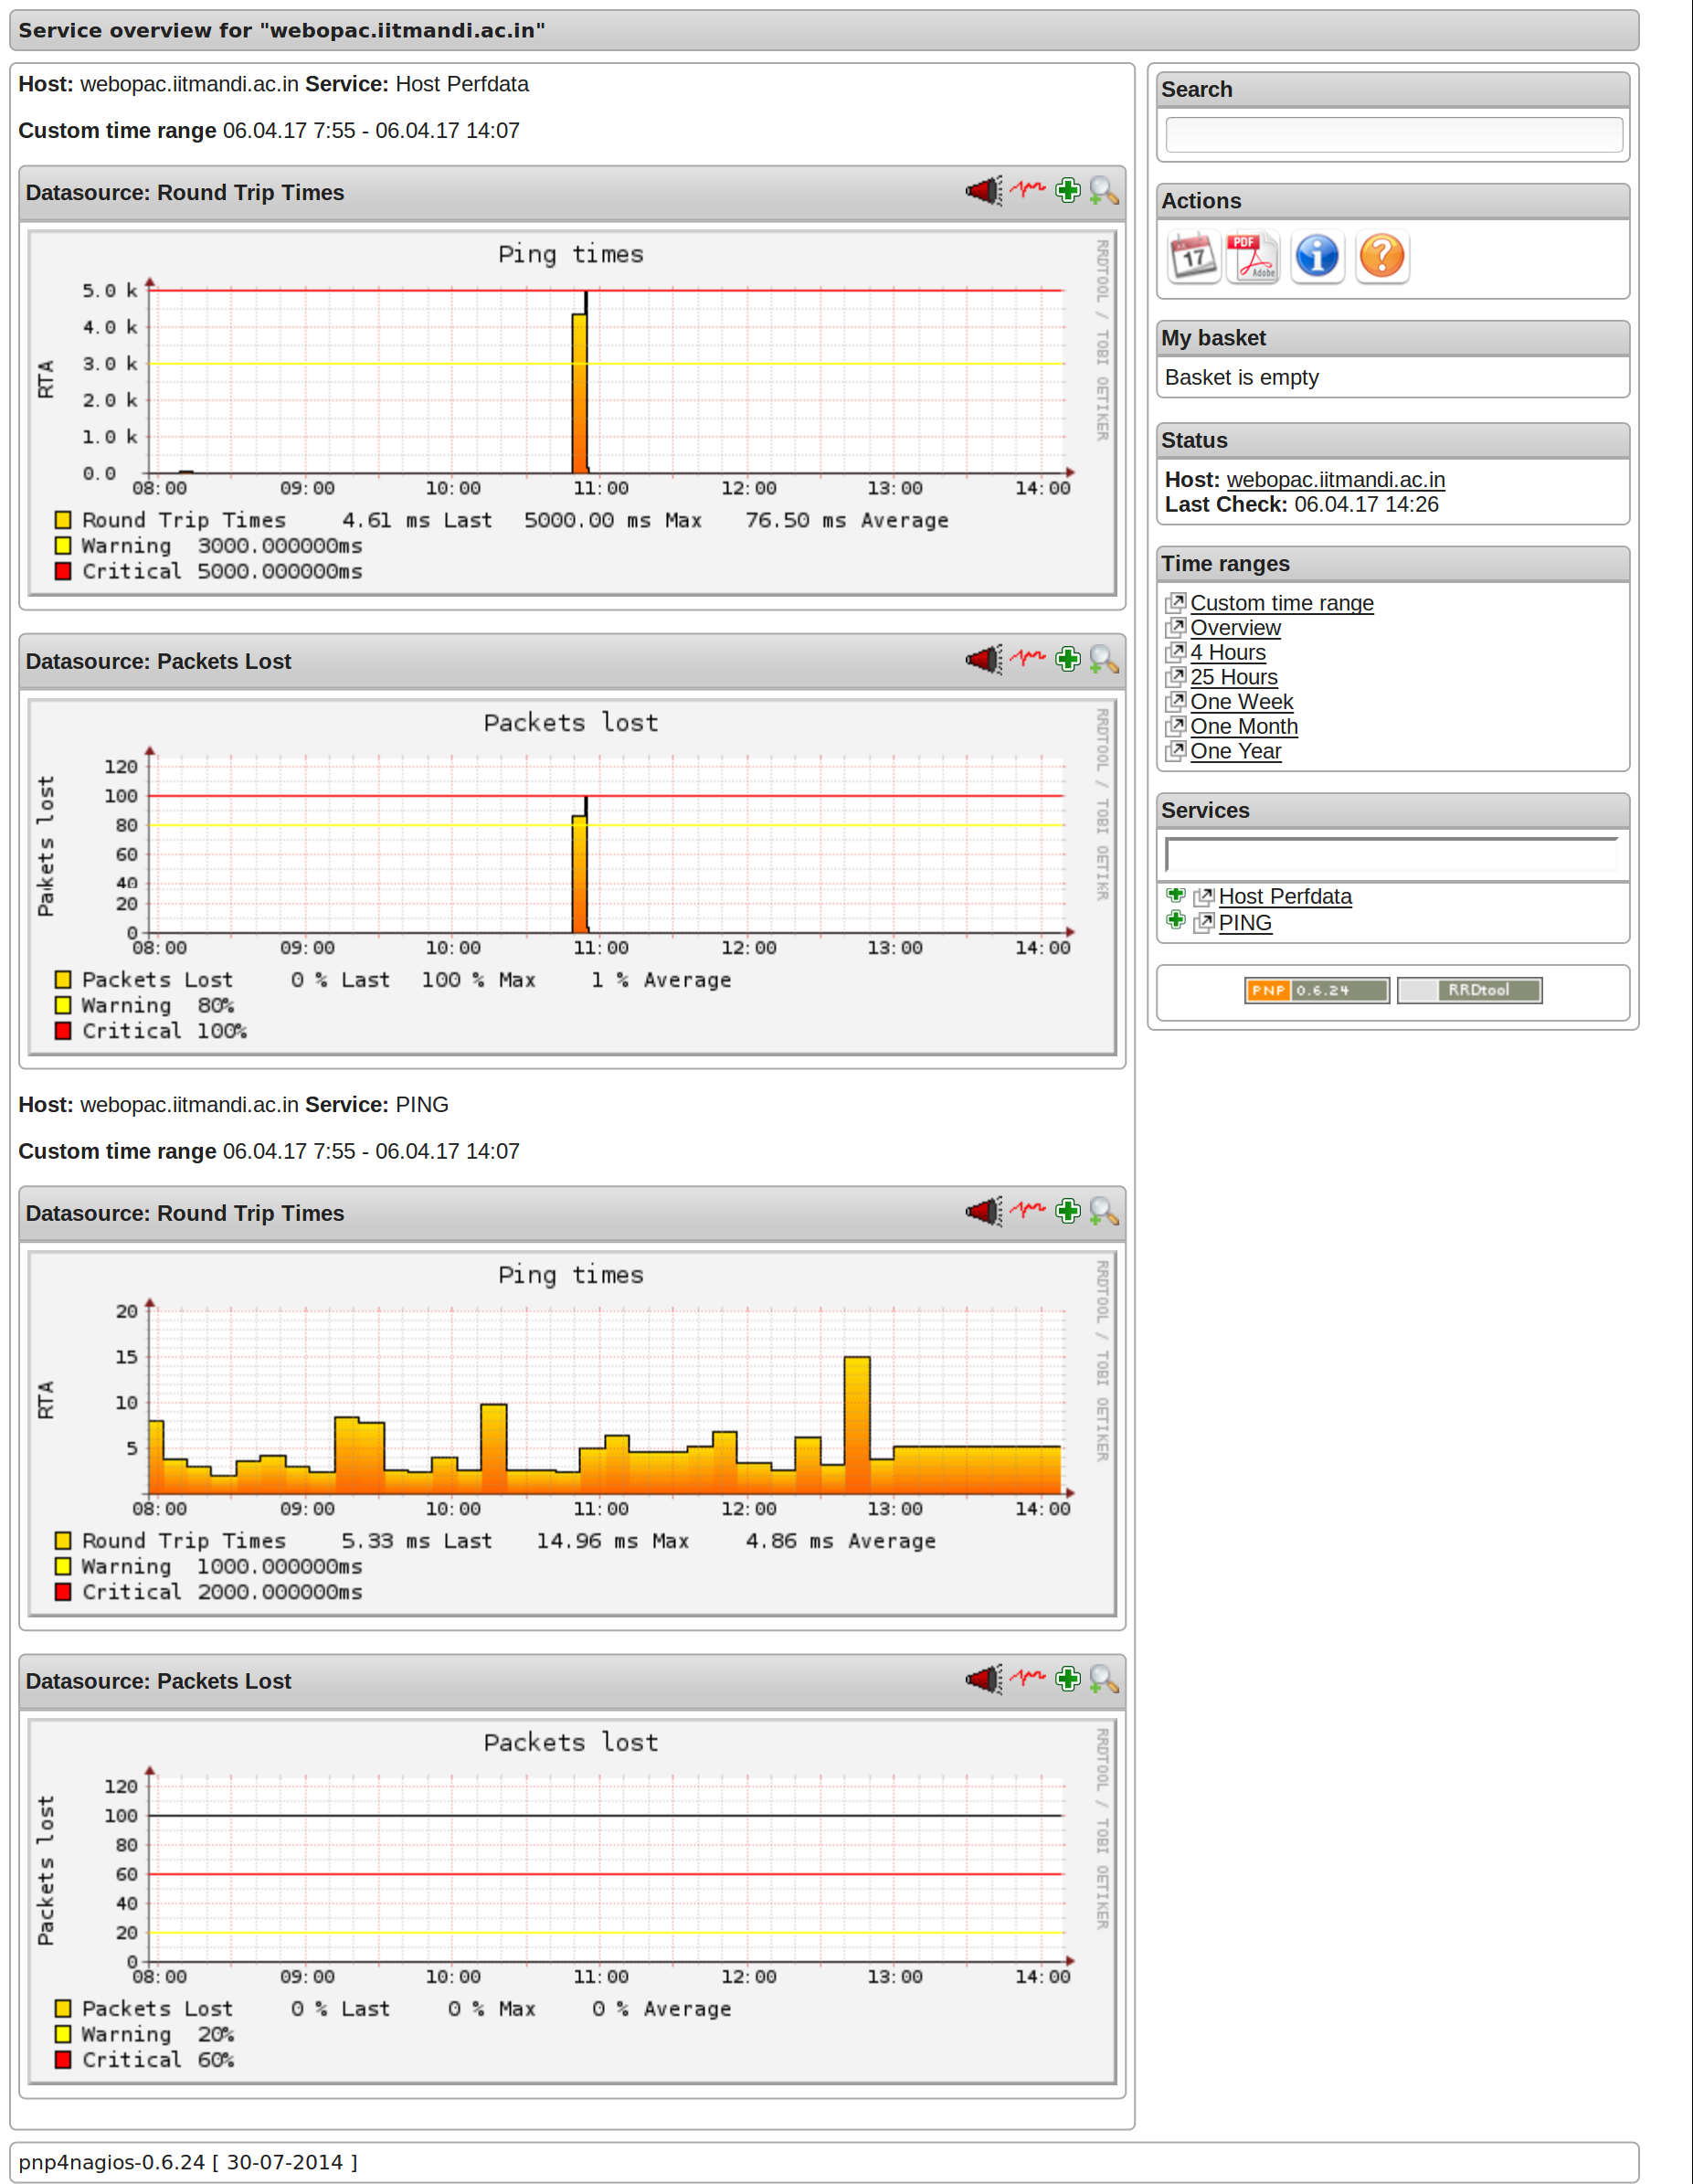 Service overview for "webopac.iitmandi.ac.in"
Host: webopac.iitmandi.ac.in Service: Host Perfdata
Custom time range 06.04.17 7:55 - 06.04.17 14:07
Datasource: Round Trip Times
Ping times
RRDTOOL / TOBI OETIKER
RTA
5.0 k
4.0 k
3.0 k
2.0 k
1.0 k
0.0
08:00 09:00 10:00 11:00 12:00 13:00 14:00
Round Trip Times 4.61 ms Last 5000.00 ms Max 76.50 ms Average
Warning 3000.000000ms
Critical 5000.000000ms
Datasource: Packets Lost
Packets lost
RRDTOOL / TOBI OETIKR
Packets lost
120
100
80
60
40
20
0
08:00 09:00 10:00 11:00 12:00 13:00 14:00
Packets Lost 0 % Last 100 % Max 1 % Average
Warning 80%
Critical 100%
Host: webopac.iitmandi.ac.in Service: PING
Custom time range 06.04.17 7:55 - 06.04.17 14:07
Datasource: Round Trip Times
Ping times
RRDTOOL / TOBI OETIKER
RTA
20
15
10
5
08:00 09:00 10:00 11:00 12:00 13:00 14:00
Round Trip Times 5.33 ms Last 14.96 ms Max 4.86 ms Average
Warning 1000.000000ms
Critical 2000.000000ms
Datasource: Packets Lost
Packets lost
RRDTOOL / TOBI OETIKER
Packets lost
120
100
80
60
40
20
0
08:00 09:00 10:00 11:00 12:00 13:00 14:00
Packets Lost 0 % Last 0 % Max 0 % Average
Warning 20%
Critical 60%
Search
Actions
17
PDF
Adobe
My basket
Basket is empty
Status
Host: webopac.iitmandi.ac.in
Last Check: 06.04.17 14:26
Time ranges
Custom time range
Overview
4 Hours
25 Hours
One Week
One Month
One Year
Services
Host Perfdata
PING
PNP 0.6.24 RRDtool
pnp4nagios-0.6.24 [ 30-07-2014 ]